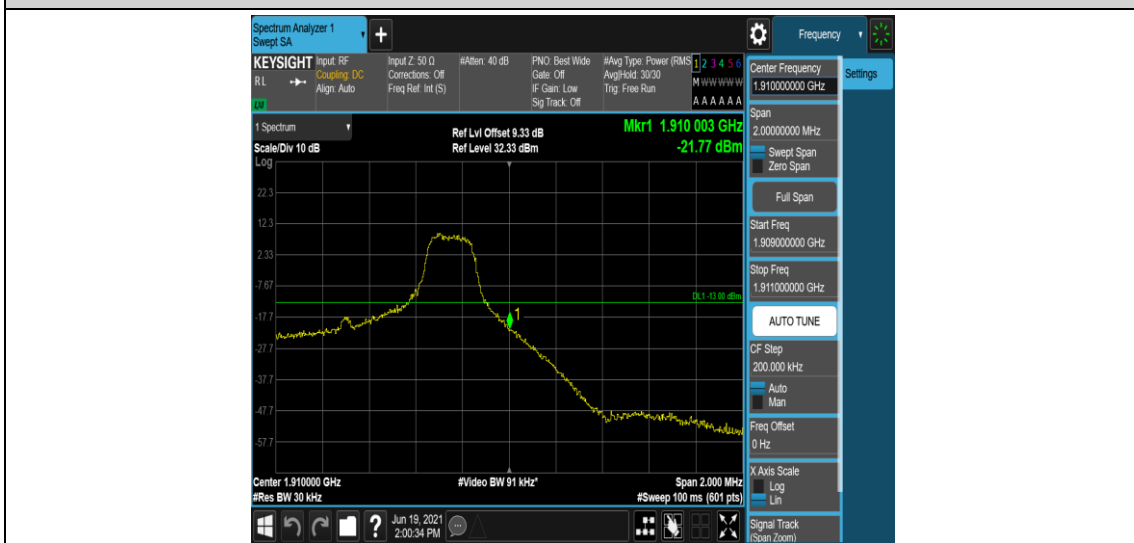 Spectrum Analyzer 1
Swept SA
+
Frequency
KEYSIGHT
RL
LXI
Input: RF
Coupling: DC
Align: Auto
Input Z: 50 Ω
Corrections: Off
Freq Ref: Int (S)
#Atten: 40 dB
PNO: Best Wide
Gate: Off
IF Gain: Low
Sig Track: Off
#Avg Type: Power (RMS
Avg|Hold: 30/30
Trig: Free Run
1 2 3 4 5 6
M W W W W W
A A A A A A
1 Spectrum
Scale/Div 10 dB
Log
Ref Lvl Offset 9.33 dB
Ref Level 32.33 dBm
Mkr1 1.910 003 GHz
-21.77 dBm
22.3
12.3
2.33
-7.67
-17.7
-27.7
-37.7
-47.7
-57.7
DL1 -13.00 dBm
1
Center 1.910000 GHz
#Res BW 30 kHz
#Video BW 91 kHz*
Span 2.000 MHz
#Sweep 100 ms (601 pts)
Jun 19, 2021
2:00:34 PM
Center Frequency
1.910000000 GHz
Settings
Span
2.00000000 MHz
Swept Span
Zero Span
Full Span
Start Freq
1.909000000 GHz
Stop Freq
1.911000000 GHz
AUTO TUNE
CF Step
200.000 kHz
Auto
Man
Freq Offset
0 Hz
X Axis Scale
Log
Lin
Signal Track
(Span Zoom)